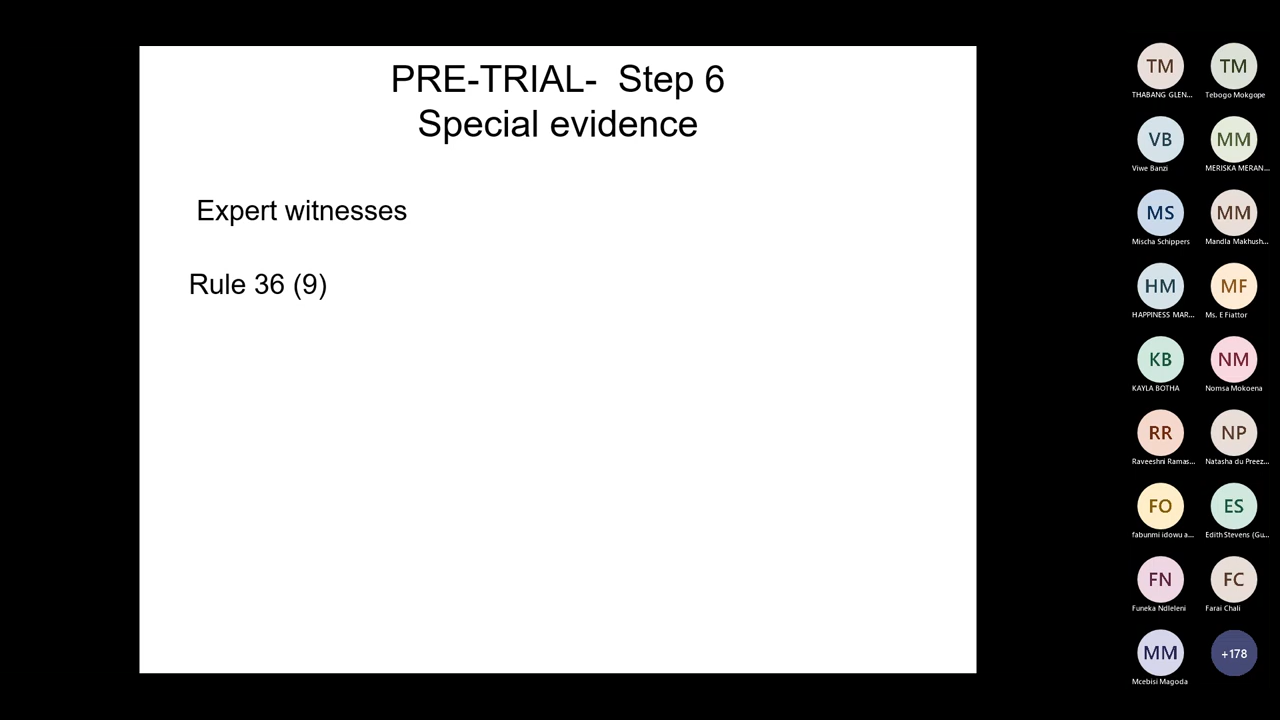 PRE-TRIAL- Step 6
Special evidence
Expert witnesses
Rule 36 (9)
TM TM
THABANG GLEN... Tebogo Mokgope
VB MM
Viwe Banzi MERISKA MERAN...
MS MM
Mischa Schippers Mandla Makhush...
HM MF
HAPPINESS MAR... Ms. E Fiattor
KB NM
KAYLA BOTHA Nomsa Mokoena
RR NP
Raveeshni Ramas... Natasha du Preez...
FO ES
fabunmi idowu a... Edith Stevens (Gu...
FN FC
Funeka Ndleleni Farai Chali
MM +178
Mcebisi Magoda